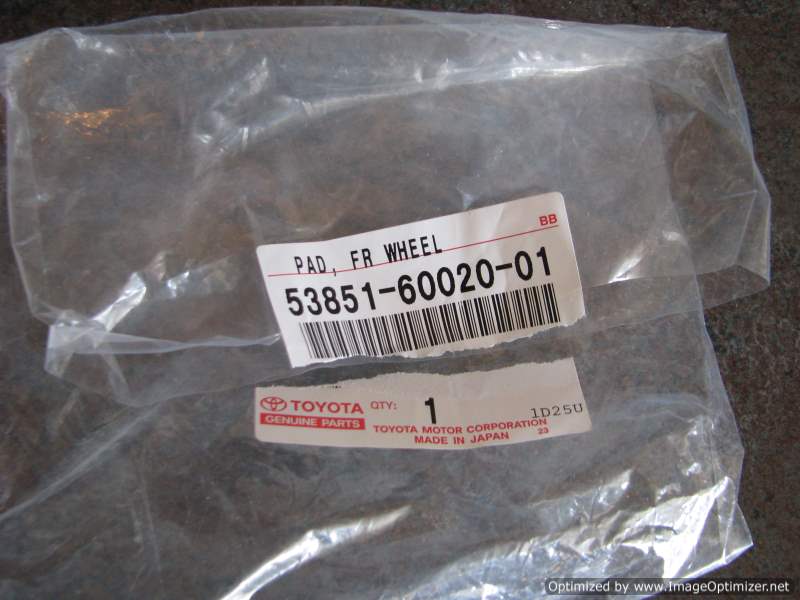 BB
PAD, FR WHEEL
53851-60020-01
TOYOTA QTY: 1 1D25U
GENUINE PARTS TOYOTA MOTOR CORPORATION
MADE IN JAPAN 23
Optimized by www.ImageOptimizer.net